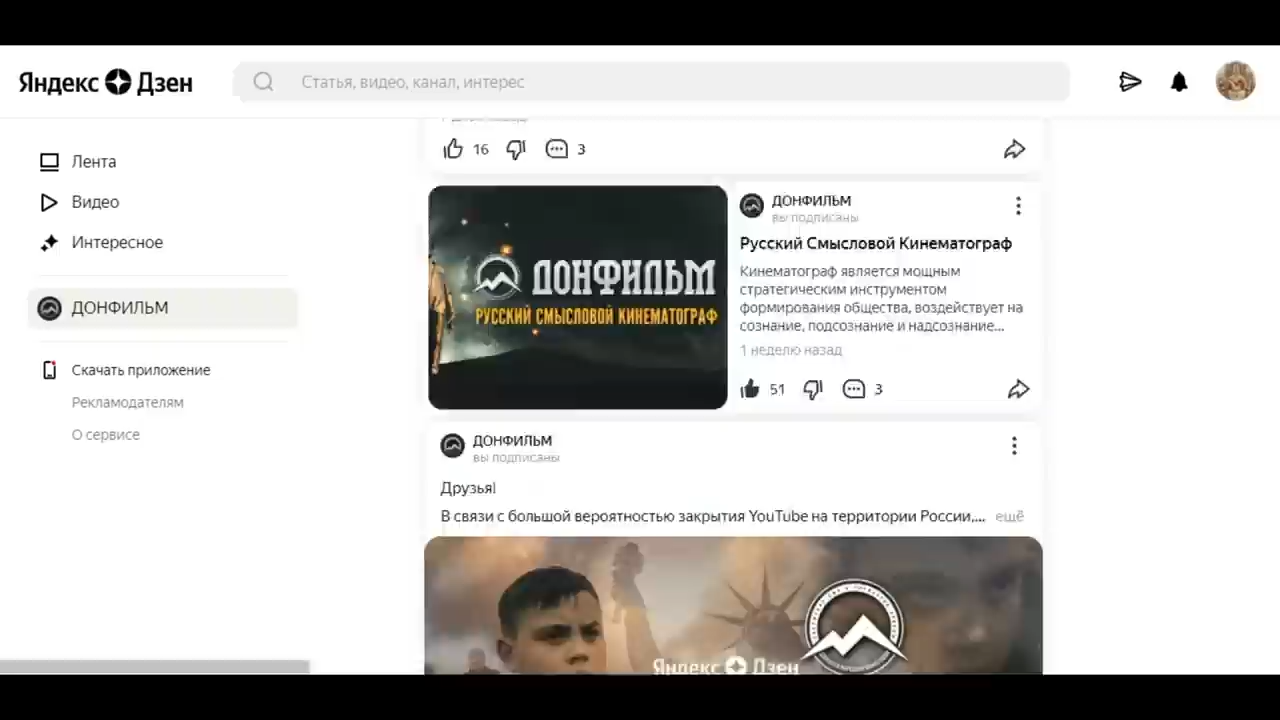 Яндекс Дзен
Статья, видео, канал, интерес
Лента
Видео
Интересное
ДОНФИЛЬМ
Скачать приложение
Рекламодателям
О сервисе
16
3
ДОНФИЛЬМ
РУССКИЙ СМЫСЛОВОЙ КИНЕМАТОГРАФ
ДОНФИЛЬМ
вы подписаны
Русский Смысловой Кинематограф
Кинематограф является мощным
стратегическим инструментом
формирования общества, воздействует на
сознание, подсознание и надсознание...
1 неделю назад
51
3
ДОНФИЛЬМ
вы подписаны
Друзья!
В связи с большой вероятностью закрытия YouTube на территории России,... ещё
Яндекс Дзен